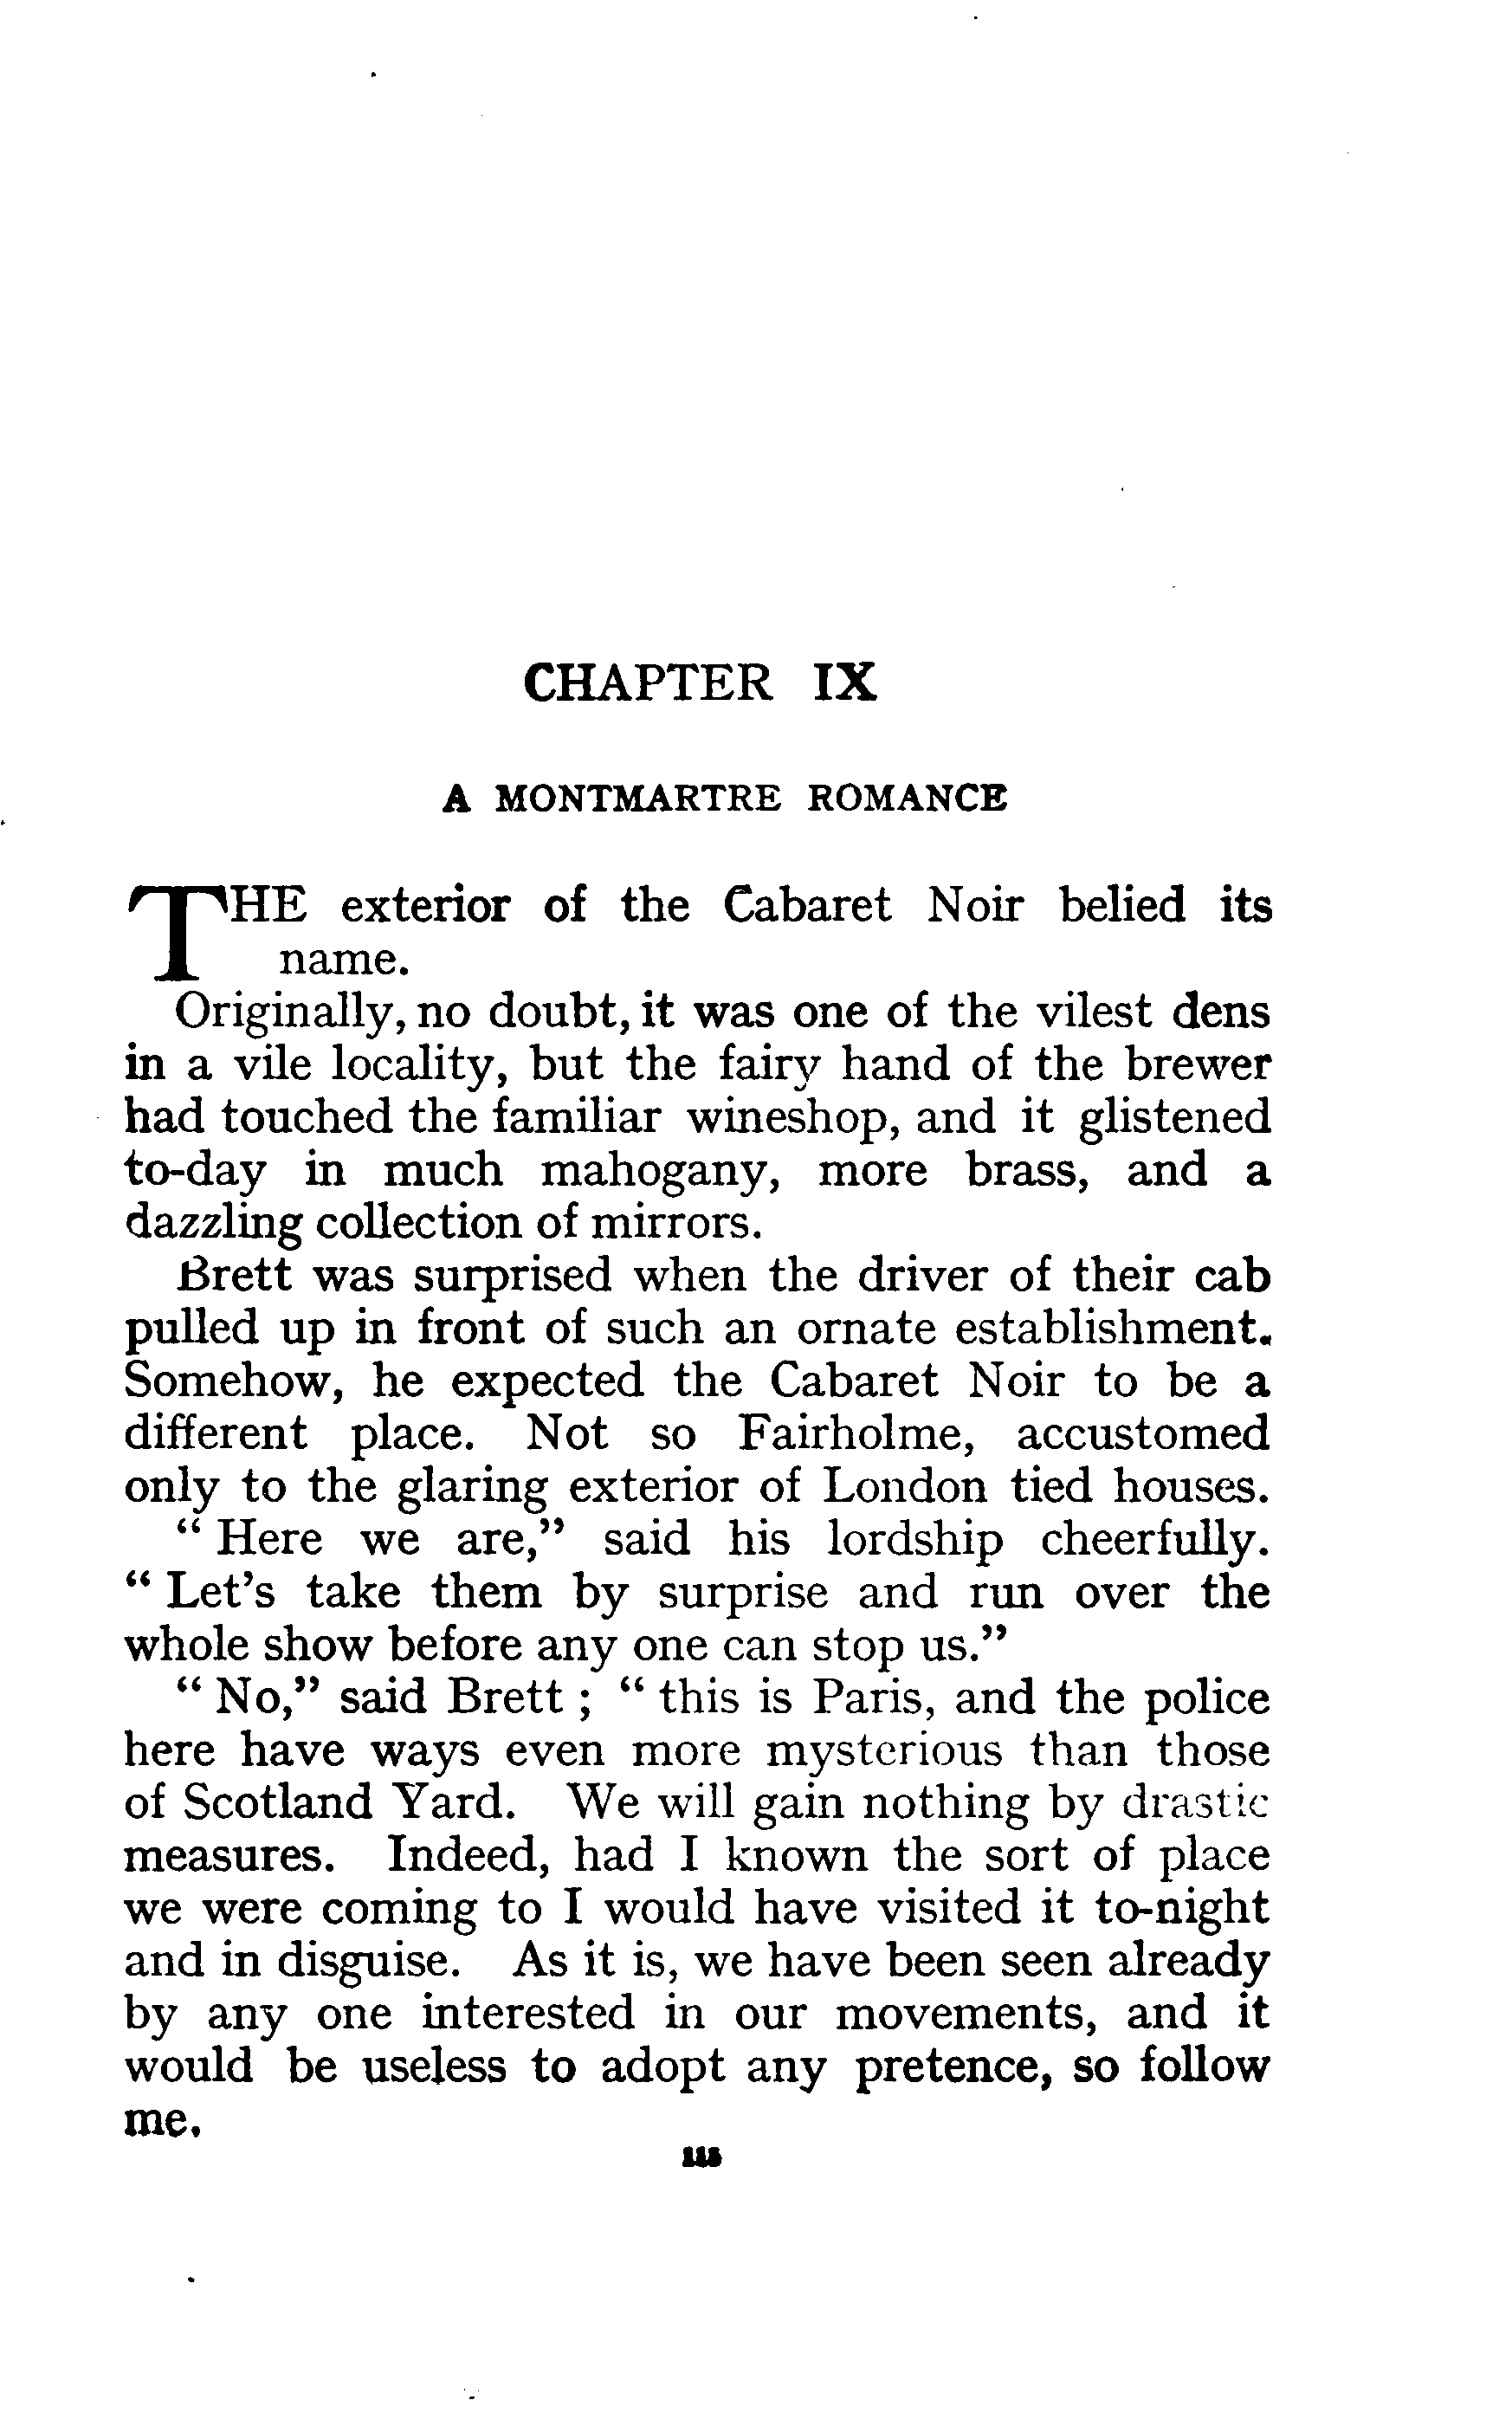 CHAPTER IX
A MONTMARTRE ROMANCE
THE exterior of the Cabaret Noir belied its
name.
Originally, no doubt, it was one of the vilest dens
in a vile locality, but the fairy hand of the brewer
had touched the familiar wineshop, and it glistened
to-day in much mahogany, more brass, and a
dazzling collection of mirrors.
Brett was surprised when the driver of their cab
pulled up in front of such an ornate establishment.
Somehow, he expected the Cabaret Noir to be a
different place. Not so Fairholme, accustomed
only to the glaring exterior of London tied houses.
“ Here we are,” said his lordship cheerfully.
“ Let’s take them by surprise and run over the
whole show before any one can stop us.”
“ No,” said Brett ; “ this is Paris, and the police
here have ways even more mysterious than those
of Scotland Yard. We will gain nothing by drastic
measures. Indeed, had I known the sort of place
we were coming to I would have visited it to-night
and in disguise. As it is, we have been seen already
by any one interested in our movements, and it
would be useless to adopt any pretence, so follow
me.